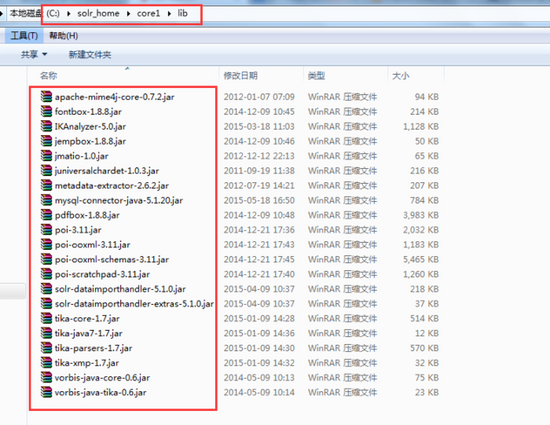 本地磁盘 (C:) ▸ solr_home ▸ core1 ▸ lib ▸
工具(T) 帮助(H)
共享 ▾ 新建文件夹
名称 修改日期 类型 大小
apache-mime4j-core-0.7.2.jar 2012-01-07 07:09 WinRAR 压缩文件 94 KB
fontbox-1.8.8.jar 2014-12-09 10:45 WinRAR 压缩文件 214 KB
IKAnalyzer-5.0.jar 2015-03-18 11:03 WinRAR 压缩文件 1,128 KB
jempbox-1.8.8.jar 2014-12-09 10:46 WinRAR 压缩文件 50 KB
jmatio-1.0.jar 2012-12-12 22:13 WinRAR 压缩文件 65 KB
juniversalchardet-1.0.3.jar 2011-09-19 11:38 WinRAR 压缩文件 216 KB
metadata-extractor-2.6.2.jar 2012-07-19 14:21 WinRAR 压缩文件 207 KB
mysql-connector-java-5.1.20.jar 2015-05-18 16:50 WinRAR 压缩文件 784 KB
pdfbox-1.8.8.jar 2014-12-09 10:48 WinRAR 压缩文件 3,983 KB
poi-3.11.jar 2014-12-21 17:36 WinRAR 压缩文件 2,032 KB
poi-ooxml-3.11.jar 2014-12-21 17:43 WinRAR 压缩文件 1,183 KB
poi-ooxml-schemas-3.11.jar 2014-12-21 17:45 WinRAR 压缩文件 5,465 KB
poi-scratchpad-3.11.jar 2014-12-21 17:40 WinRAR 压缩文件 1,260 KB
solr-dataimporthandler-5.1.0.jar 2015-04-09 10:37 WinRAR 压缩文件 218 KB
solr-dataimporthandler-extras-5.1.0.jar 2015-04-09 10:37 WinRAR 压缩文件 37 KB
tika-core-1.7.jar 2015-01-09 14:28 WinRAR 压缩文件 514 KB
tika-java7-1.7.jar 2015-01-09 14:36 WinRAR 压缩文件 12 KB
tika-parsers-1.7.jar 2015-01-09 14:30 WinRAR 压缩文件 570 KB
tika-xmp-1.7.jar 2015-01-09 14:32 WinRAR 压缩文件 32 KB
vorbis-java-core-0.6.jar 2014-05-09 10:13 WinRAR 压缩文件 75 KB
vorbis-java-tika-0.6.jar 2014-05-09 10:14 WinRAR 压缩文件 23 KB